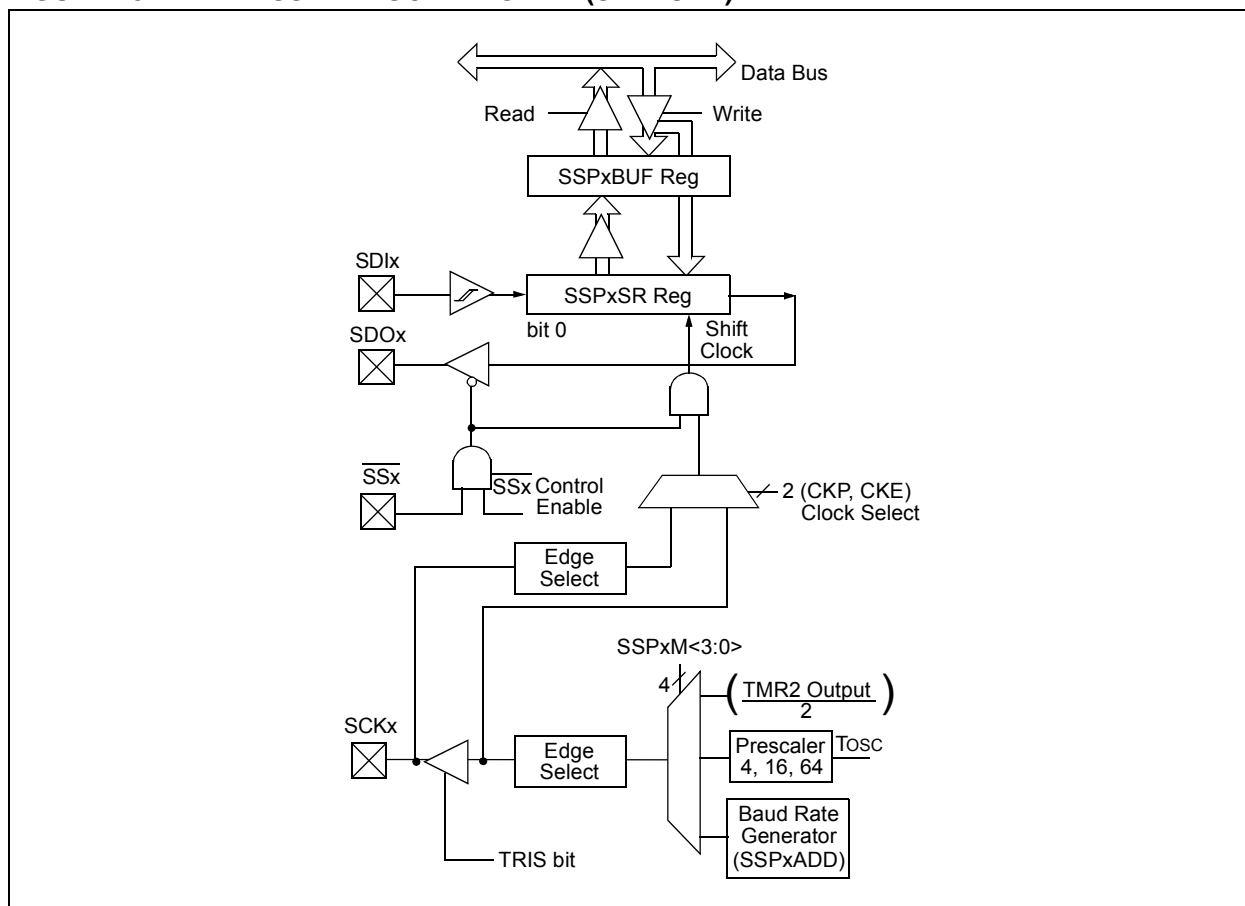 Data Bus
Read
Write
SSPxBUF Reg
SDIx
SSPxSR Reg
bit 0
Shift
Clock
SDOx
SSx
SSx Control
Enable
2 (CKP, CKE)
Clock Select
Edge
Select
SSPxM<3:0>
4
(TMR2 Output)
2
SCKx
Edge
Select
Prescaler
4, 16, 64
TOSC
Baud Rate
Generator
(SSPxADD)
TRIS bit